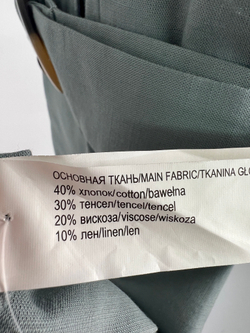 ОСНОВНАЯ ТКАНЬ/MAIN FABRIC/TKANINA
40% хлопок/cotton/bawełna
30% тенсел/tencel/tencel
20% вискоза/viscose/wiskoza
10% лен/linen/len